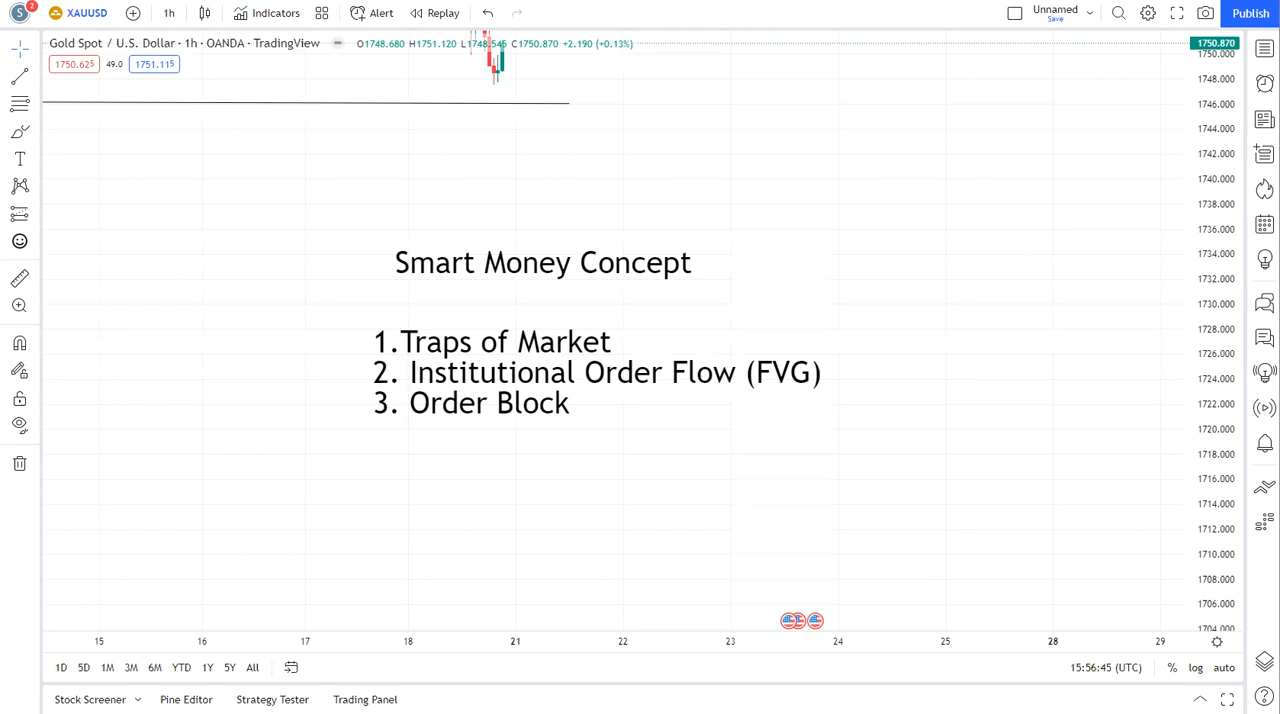 S 2 XAUUSD 1h Indicators Alert Replay Unnamed Save Publish
Gold Spot / U.S. Dollar · 1h · OANDA · TradingView O1748.680 H1751.120 L1748.545 C1750.870 +2.190 (+0.13%)
1750.625 49.0 1751.115
1750.870
1750.000
1748.000
1746.000
1744.000
1742.000
1740.000
1738.000
1736.000
1734.000
1732.000
1730.000
1728.000
1726.000
1724.000
1722.000
1720.000
1718.000
1716.000
1714.000
1712.000
1710.000
1708.000
1706.000
1704.000
Smart Money Concept
1.Traps of Market
2. Institutional Order Flow (FVG)
3. Order Block
15 16 17 18 21 22 23 24 25 28 29
1D 5D 1M 3M 6M YTD 1Y 5Y All 15:56:45 (UTC) % log auto
Stock Screener Pine Editor Strategy Tester Trading Panel